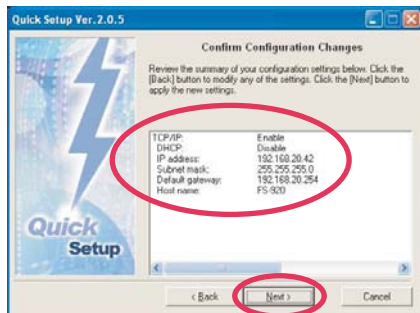 Quick Setup Ver. 2.0.5
Confirm Configuration Changes
Review the summary of your configuration settings below. Click the
[Back] button to modify any of the settings. Click the [Next] button to
apply the new settings.
TCP/IP: Enable
DHCP: Disable
IP address: 192.168.20.42
Subnet mask: 255.255.255.0
Default gateway: 192.168.20.254
Host name: FS-920
Quick
Setup
< Back
Next >
Cancel